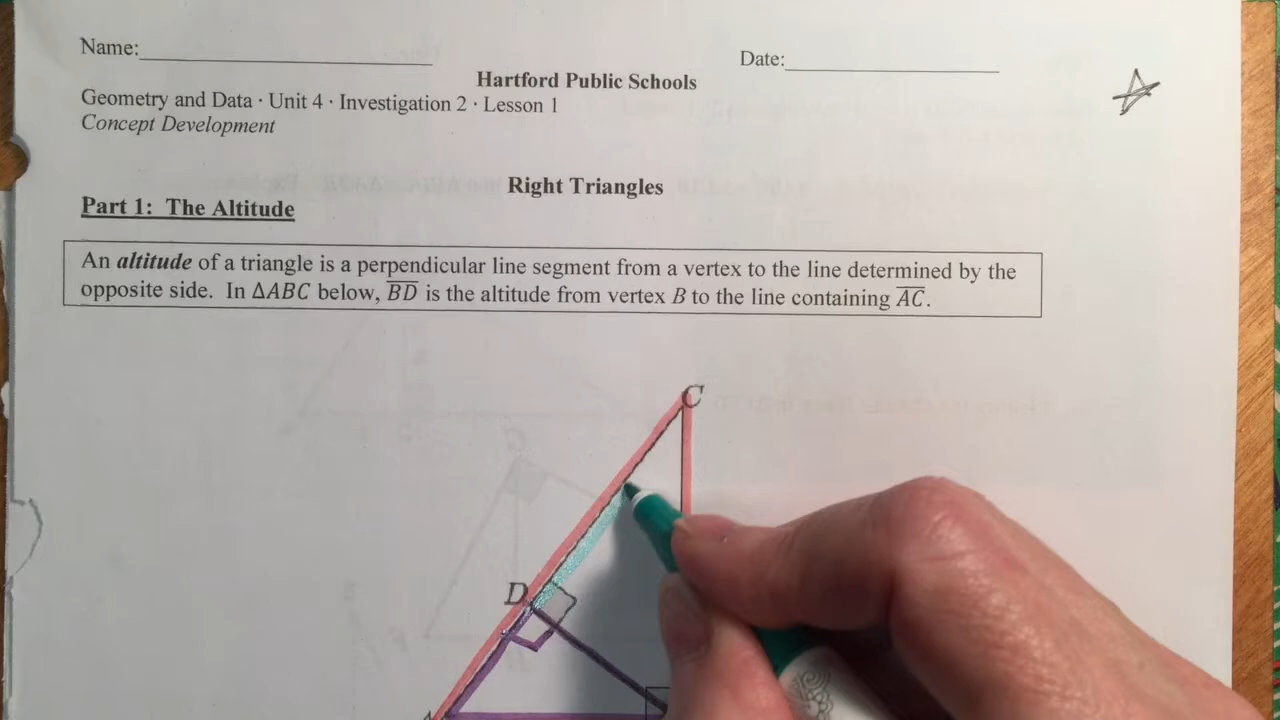 Name:
Date:
Hartford Public Schools
Geometry and Data · Unit 4 · Investigation 2 · Lesson 1
Concept Development
Right Triangles
Part 1: The Altitude
An altitude of a triangle is a perpendicular line segment from a vertex to the line determined by the
opposite side. In ΔABC below, BD is the altitude from vertex B to the line containing AC.
C
D